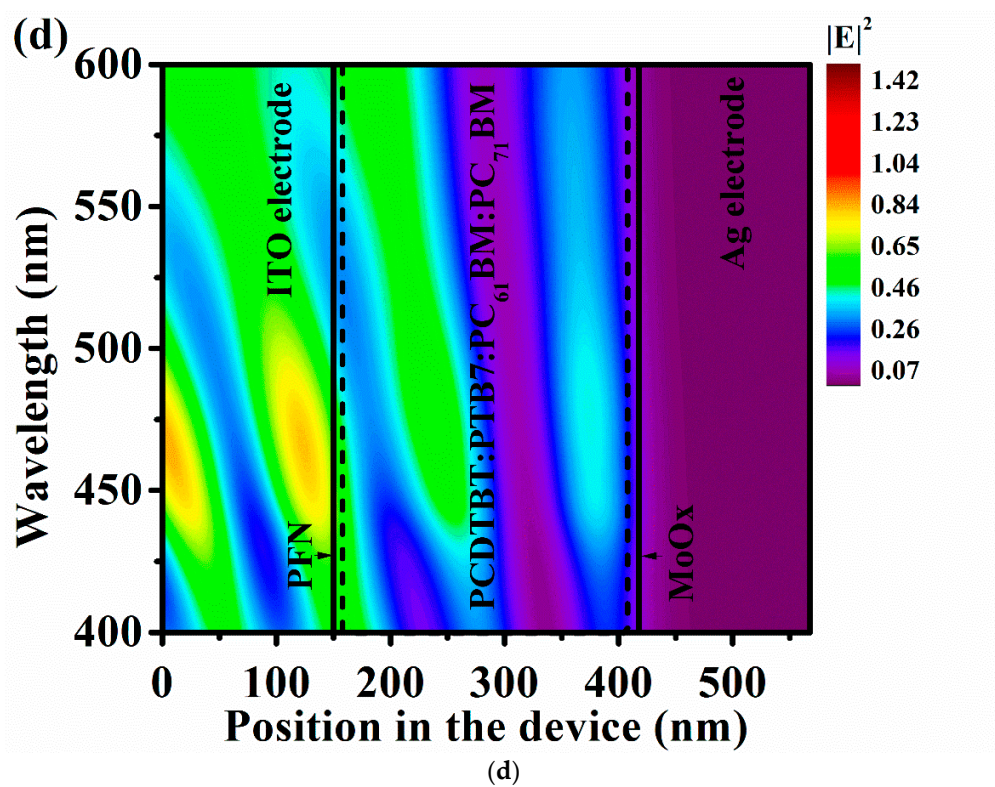 (d)
|E|²
600
550
500
450
400
Wavelength (nm)
ITO electrode
PFN
PCDTBT:PTB7:PC₆₁BM:PC₇₁BM
MoOx
Ag electrode
1.42
1.23
1.04
0.84
0.65
0.46
0.26
0.07
0 100 200 300 400 500
Position in the device (nm)
(d)